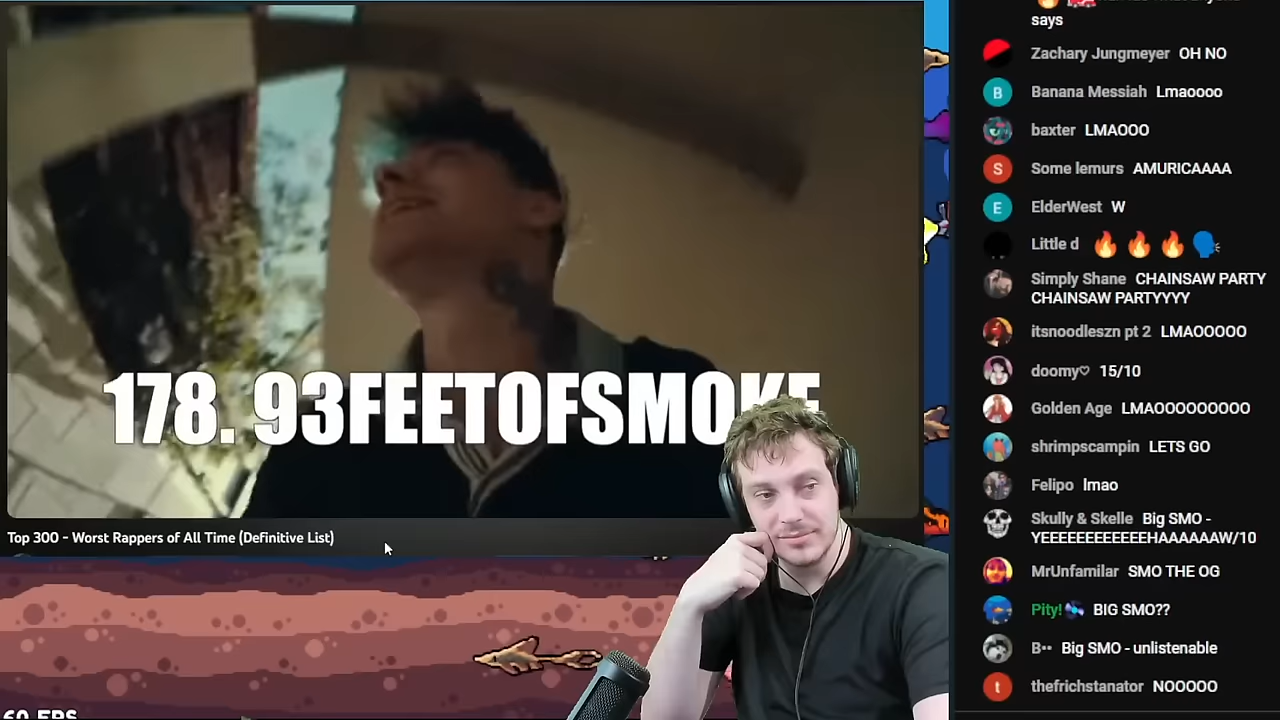 says
Zachary Jungmeyer OH NO
B Banana Messiah Lmaoooo
baxter LMAOOO
S Some lemurs AMURICAAAA
E ElderWest W
Little d 🔥 🔥 🔥 🗣️
Simply Shane CHAINSAW PARTY
CHAINSAW PARTYYYY
itsnoodleszn pt 2 LMAOOOOO
doomy♡ 15/10
Golden Age LMAOOOOOOOOO
shrimpscampin LETS GO
Felipo lmao
Skully & Skelle Big SMO -
YEEEEEEEEEEEHAAAAAAW/10
MrUnfamilar SMO THE OG
Pity! BIG SMO??
B•• Big SMO - unlistenable
t thefrichstanator NOOOOO
178. 93FEETOFSMOKE
Top 300 - Worst Rappers of All Time (Definitive List)
60 FPS